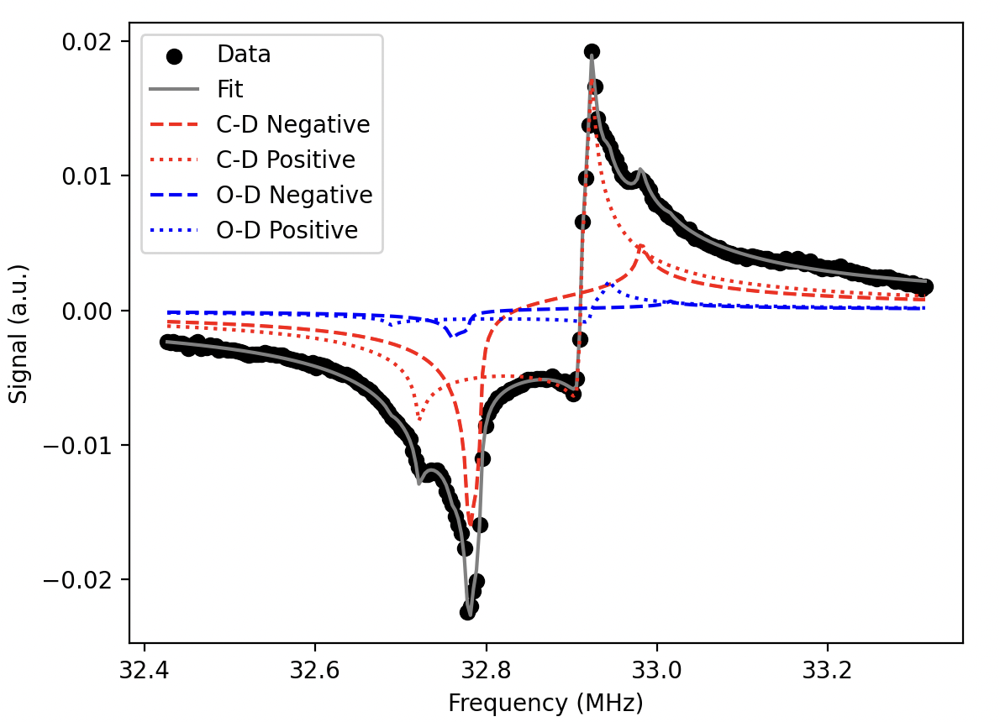 0.02
0.01
0.00
−0.01
−0.02
Signal (a.u.)
Data
Fit
C-D Negative
C-D Positive
O-D Negative
O-D Positive
32.4 32.6 32.8 33.0 33.2
Frequency (MHz)